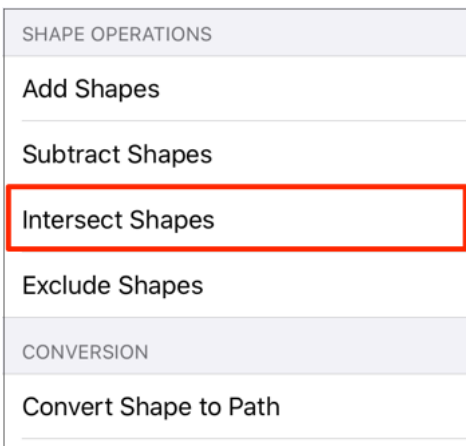 SHAPE OPERATIONS
Add Shapes
Subtract Shapes
Intersect Shapes
Exclude Shapes
CONVERSION
Convert Shape to Path